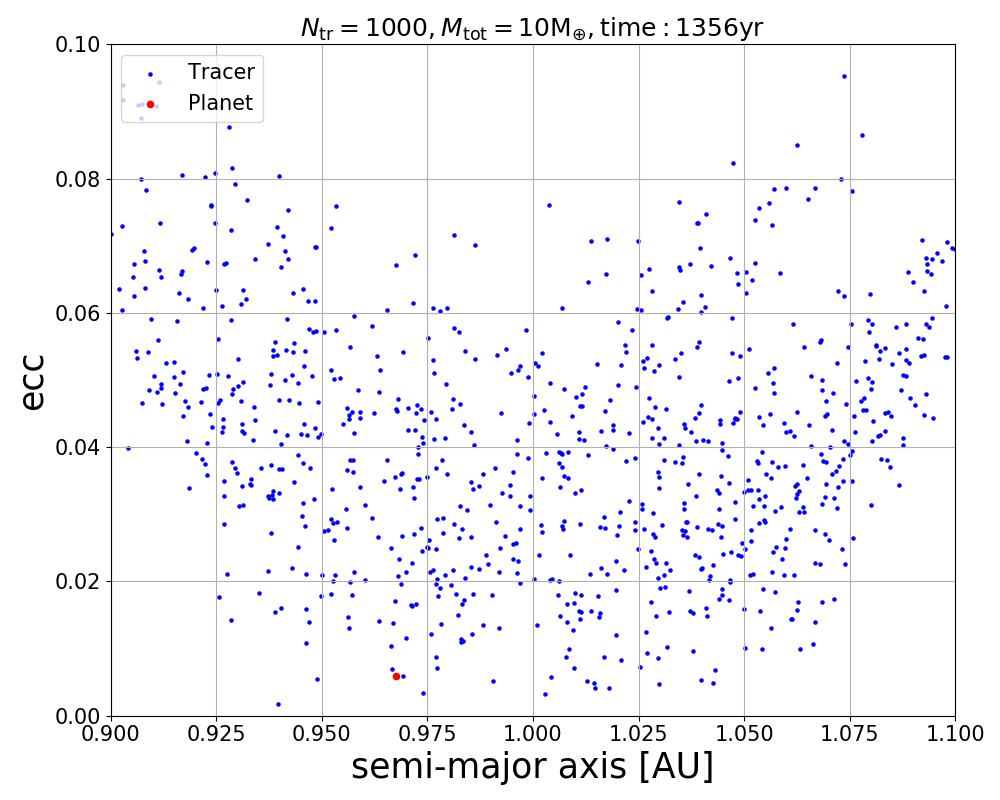 N_tr = 1000, M_tot = 10M_⊕, time : 1356yr
0.10
Tracer
Planet
0.08
0.06
ecc
0.04
0.02
0.00
0.900 0.925 0.950 0.975 1.000 1.025 1.050 1.075 1.100
semi-major axis [AU]